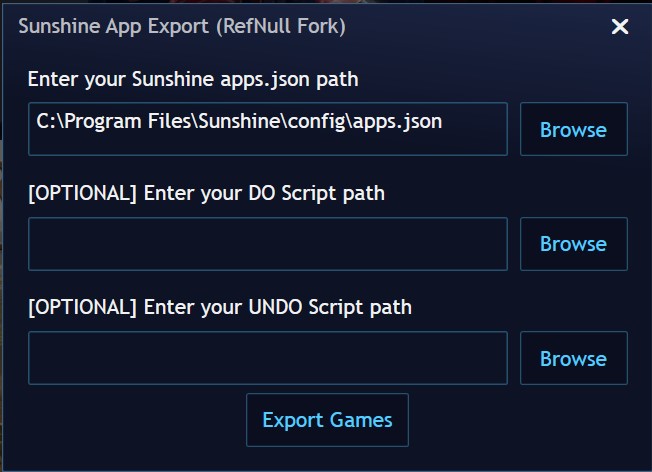 Sunshine App Export (RefNull Fork)
Enter your Sunshine apps.json path
C:\Program Files\Sunshine\config\apps.json
Browse
[OPTIONAL] Enter your DO Script path
Browse
[OPTIONAL] Enter your UNDO Script path
Browse
Export Games